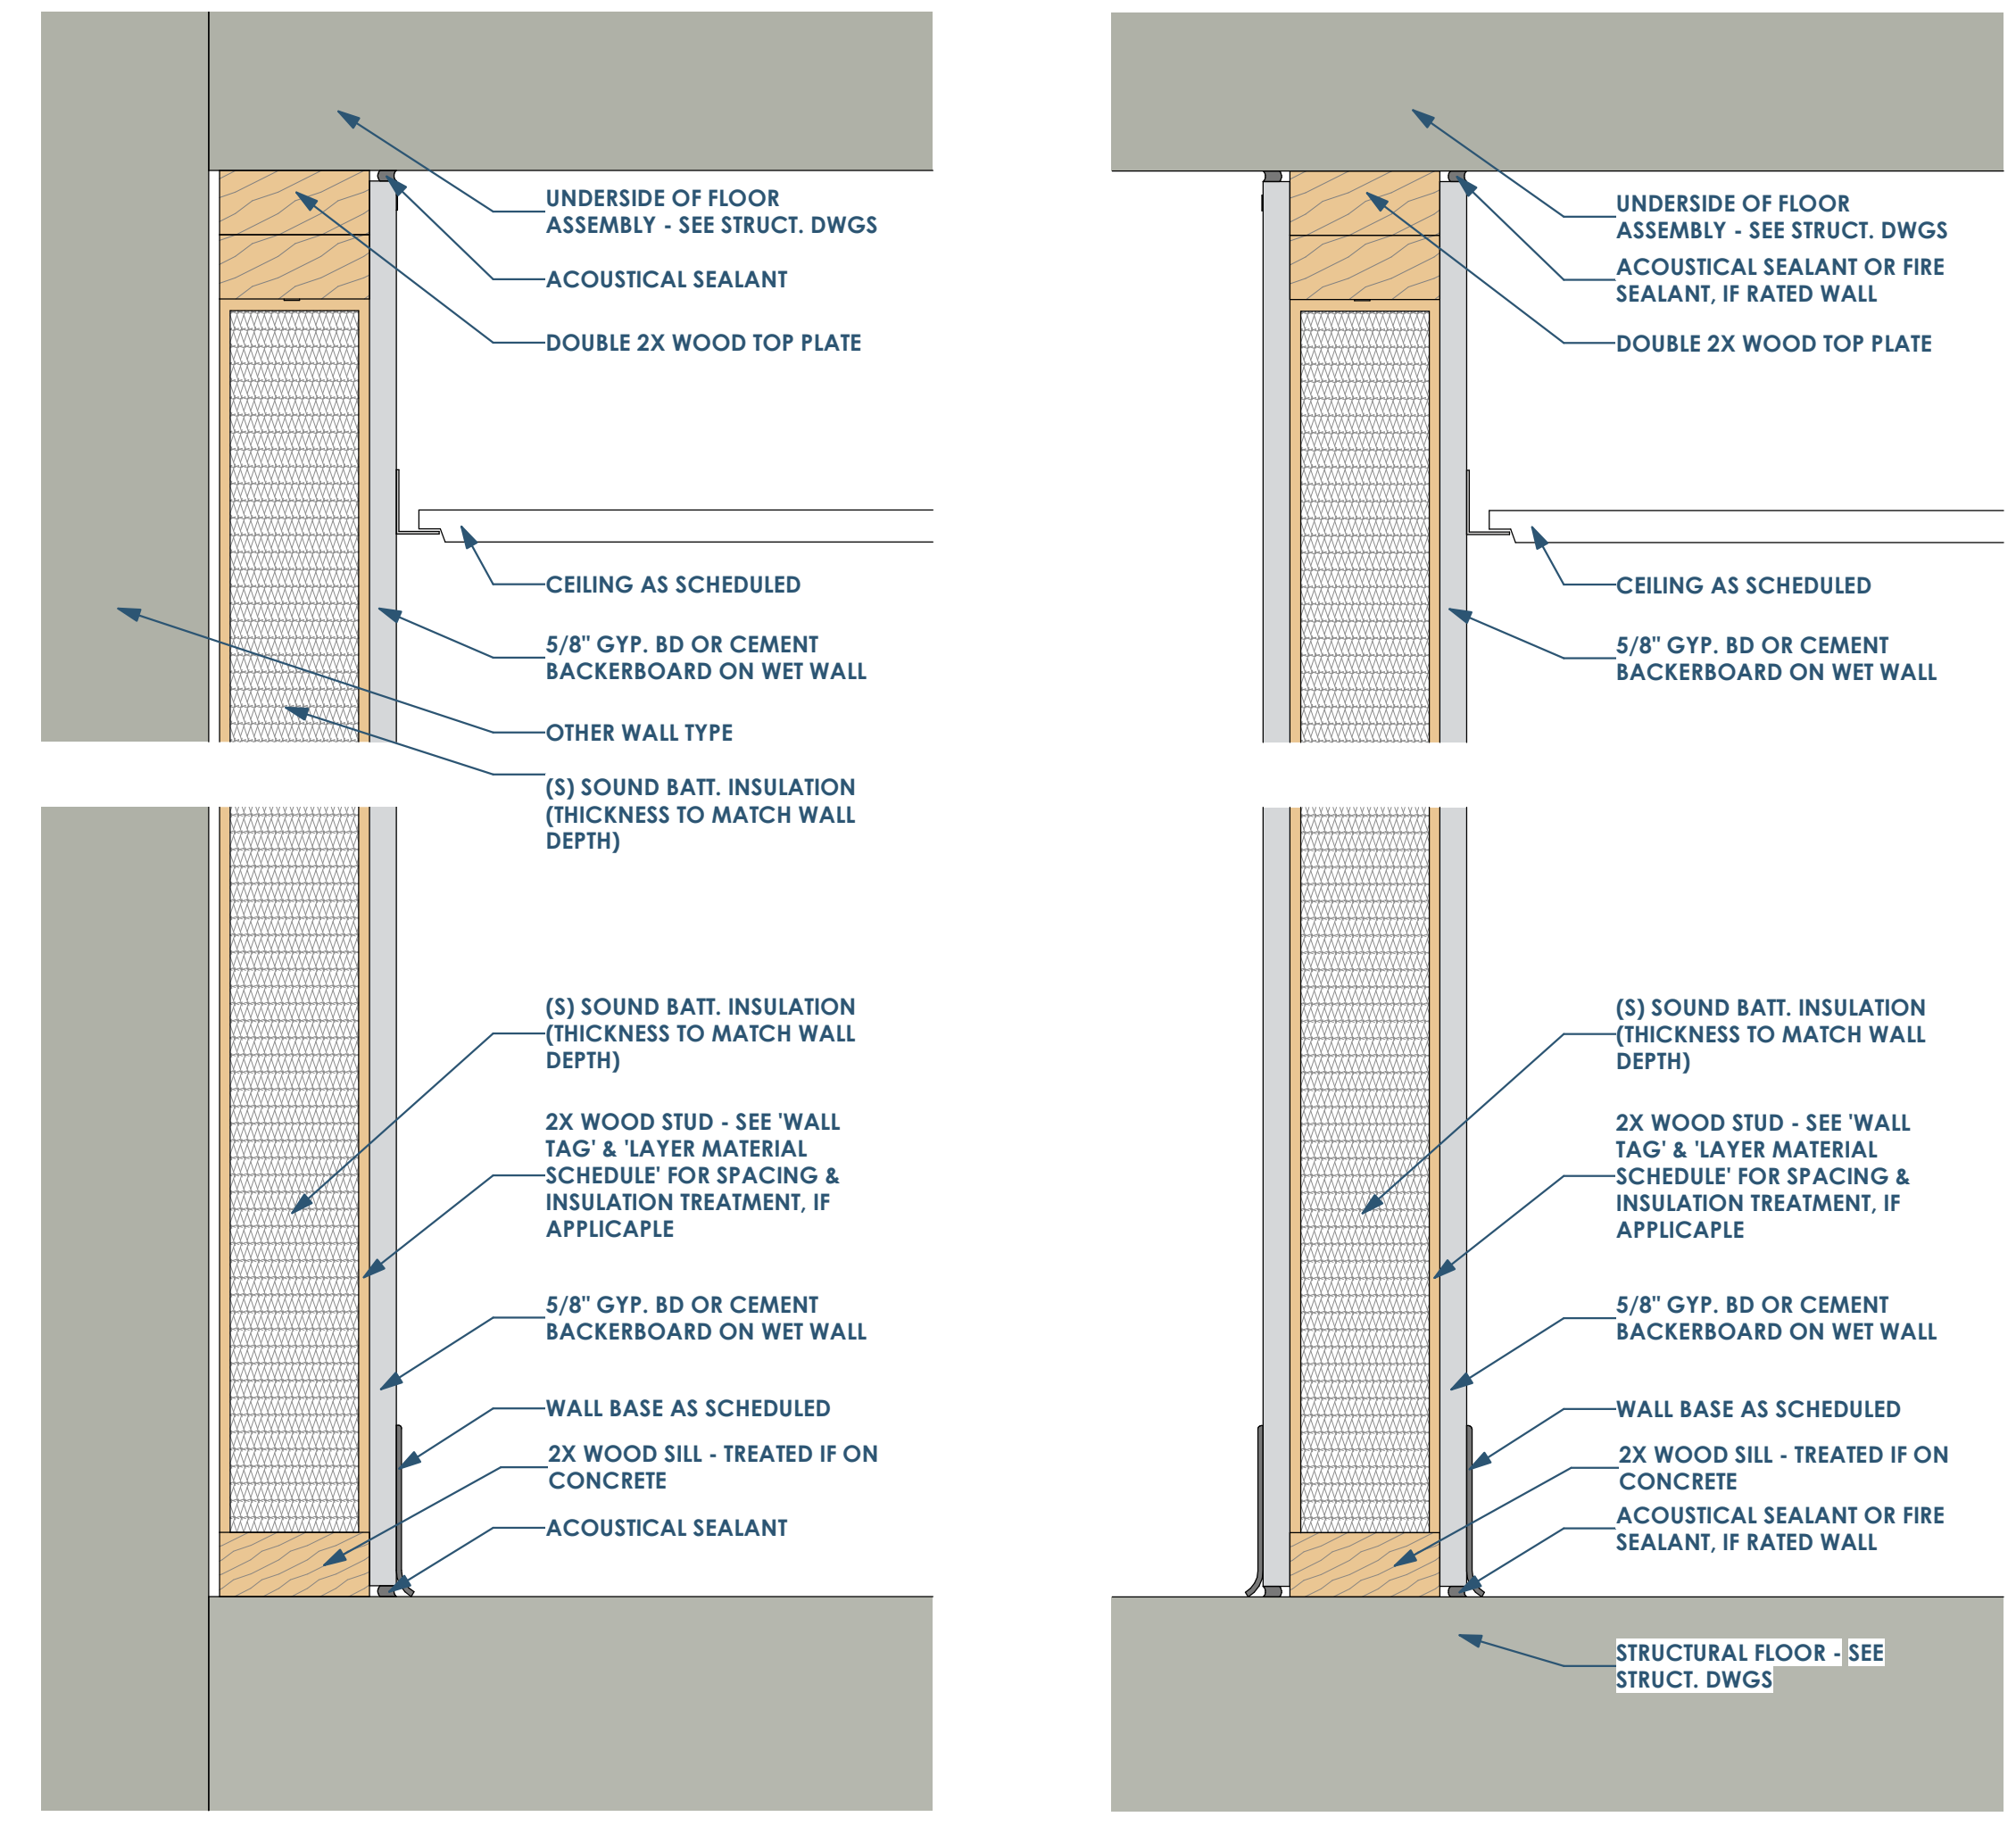 UNDERSIDE OF FLOOR
ASSEMBLY - SEE STRUCT. DWGS
ACOUSTICAL SEALANT
DOUBLE 2X WOOD TOP PLATE
CEILING AS SCHEDULED
5/8" GYP. BD OR CEMENT
BACKERBOARD ON WET WALL
OTHER WALL TYPE
(S) SOUND BATT. INSULATION
(THICKNESS TO MATCH WALL
DEPTH)
(S) SOUND BATT. INSULATION
(THICKNESS TO MATCH WALL
DEPTH)
2X WOOD STUD - SEE 'WALL
TAG' & 'LAYER MATERIAL
SCHEDULE' FOR SPACING &
INSULATION TREATMENT, IF
APPLICAPLE
5/8" GYP. BD OR CEMENT
BACKERBOARD ON WET WALL
WALL BASE AS SCHEDULED
2X WOOD SILL - TREATED IF ON
CONCRETE
ACOUSTICAL SEALANT
UNDERSIDE OF FLOOR
ASSEMBLY - SEE STRUCT. DWGS
ACOUSTICAL SEALANT OR FIRE
SEALANT, IF RATED WALL
DOUBLE 2X WOOD TOP PLATE
CEILING AS SCHEDULED
5/8" GYP. BD OR CEMENT
BACKERBOARD ON WET WALL
(S) SOUND BATT. INSULATION
(THICKNESS TO MATCH WALL
DEPTH)
2X WOOD STUD - SEE 'WALL
TAG' & 'LAYER MATERIAL
SCHEDULE' FOR SPACING &
INSULATION TREATMENT, IF
APPLICAPLE
5/8" GYP. BD OR CEMENT
BACKERBOARD ON WET WALL
WALL BASE AS SCHEDULED
2X WOOD SILL - TREATED IF ON
CONCRETE
ACOUSTICAL SEALANT OR FIRE
SEALANT, IF RATED WALL
STRUCTURAL FLOOR - SEE
STRUCT. DWGS